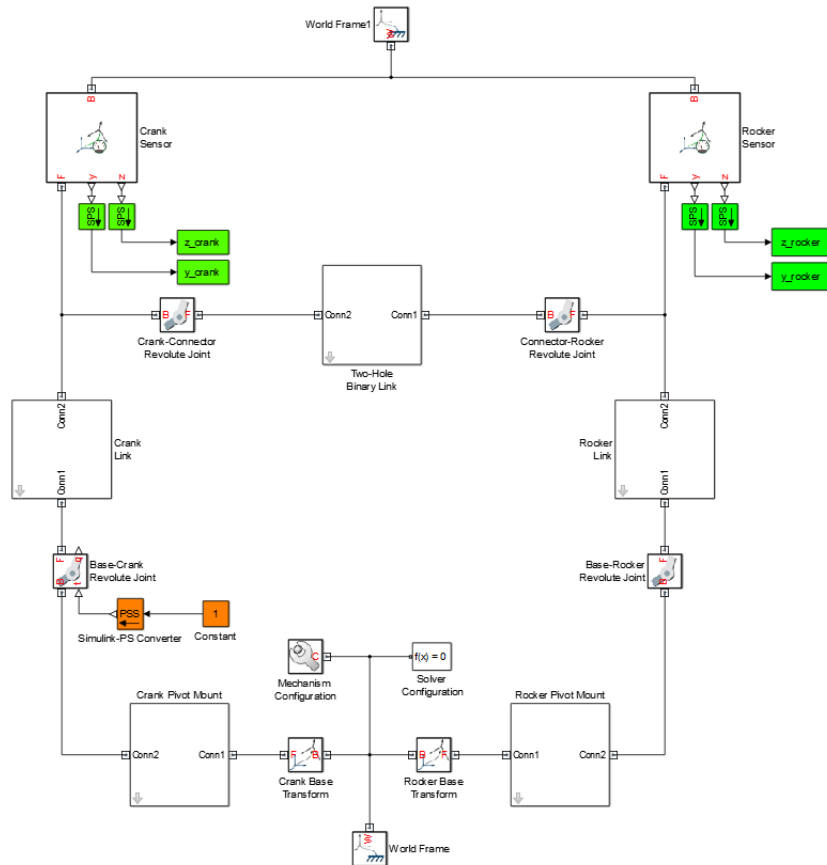 World Frame1
W
B
Crank
Sensor
F
y
z
B
Rocker
Sensor
F
y
z
SPS
SPS
SPS
SPS
z_crank
y_crank
z_rocker
y_rocker
B
F
Crank-Connector
Revolute Joint
Conn2
Conn1
Two-Hole
Binary Link
B
F
Connector-Rocker
Revolute Joint
Conn2
Conn1
Crank
Link
Conn2
Conn1
Rocker
Link
F
q
B
t
Base-Crank
Revolute Joint
Base-Rocker
Revolute Joint
F
B
PSS
Simulink-PS Converter
1
Constant
C
Mechanism
Configuration
f(x) = 0
Solver
Configuration
Crank Pivot Mount
Conn2
Conn1
F
B
Crank Base
Transform
B
F
Rocker Base
Transform
Rocker Pivot Mount
Conn1
Conn2
W
World Frame